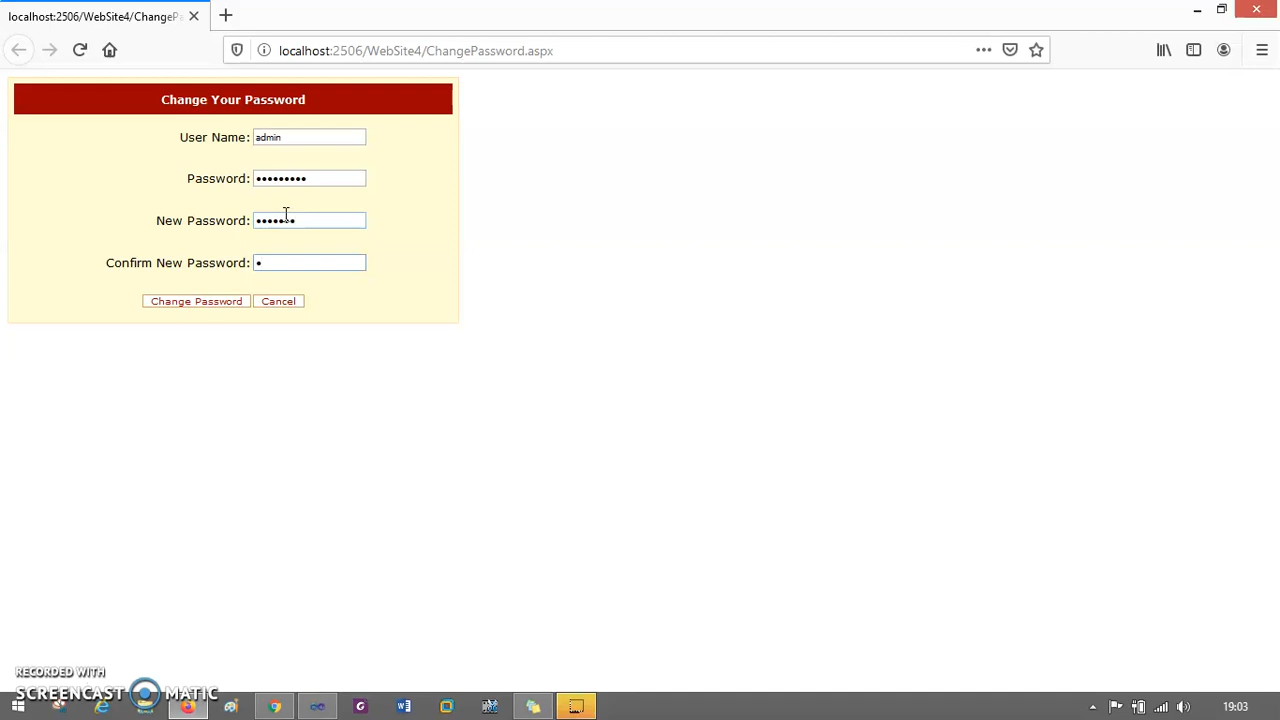 localhost:2506/WebSite4/ChangePa
localhost:2506/WebSite4/ChangePassword.aspx
Change Your Password
User Name: admin
Password: •••••••••
New Password: •••••••
Confirm New Password: •
Change Password Cancel
RECORDED WITH
SCREENCAST MATIC
19:03